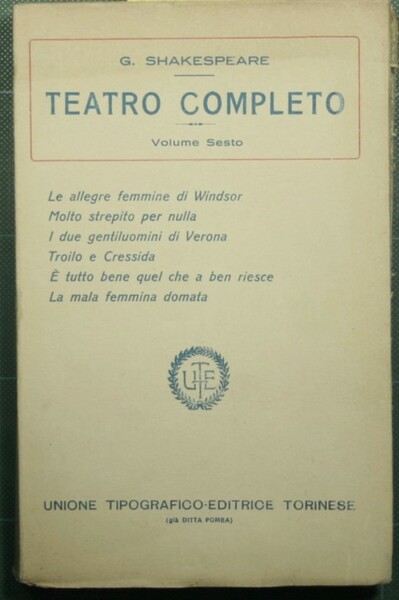 G. SHAKESPEARE
TEATRO COMPLETO
Volume Sesto
Le allegre femmine di Windsor
Molto strepito per nulla
I due gentiluomini di Verona
Troilo e Cressida
È tutto bene quel che a ben riesce
La mala femmina domata
UTET
UNIONE TIPOGRAFICO-EDITRICE TORINESE
(già DITTA POMBA)